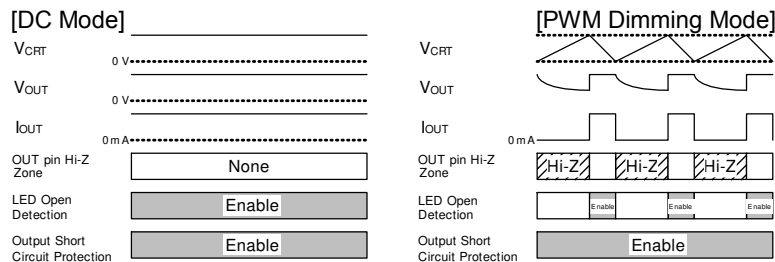 [DC Mode]
VCRT
0 V
VOUT
0 V
IOUT
0 mA
OUT pin Hi-Z
Zone
None
LED Open
Detection
Enable
Output Short
Circuit Protection
Enable
[PWM Dimming Mode]
VCRT
VOUT
IOUT
0 mA
OUT pin Hi-Z
Zone
Hi-Z Hi-Z Hi-Z
LED Open
Detection
Enable Enable Enable
Output Short
Circuit Protection
Enable